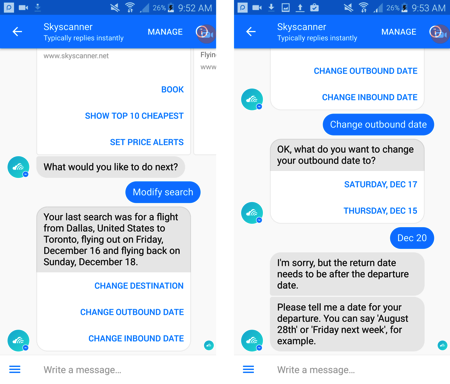 26% 9:52 AM
Skyscanner
Typically replies instantly
MANAGE
www.skyscanner.net
Flyin
www
BOOK
SHOW TOP 10 CHEAPEST
SET PRICE ALERTS
What would you like to do next?
Modify search
Your last search was for a flight
from Dallas, United States to
Toronto, flying out on Friday,
December 16 and flying back on
Sunday, December 18.
CHANGE DESTINATION
CHANGE OUTBOUND DATE
CHANGE INBOUND DATE
Write a message...
26% 9:53 AM
Skyscanner
Typically replies instantly
MANAGE
CHANGE OUTBOUND DATE
CHANGE INBOUND DATE
Change outbound date
OK, what do you want to change
your outbound date to?
SATURDAY, DEC 17
THURSDAY, DEC 15
Dec 20
I'm sorry, but the return date
needs to be after the departure
date.
Please tell me a date for your
departure. You can say 'August
28th' or 'Friday next week', for
example.
Write a message...